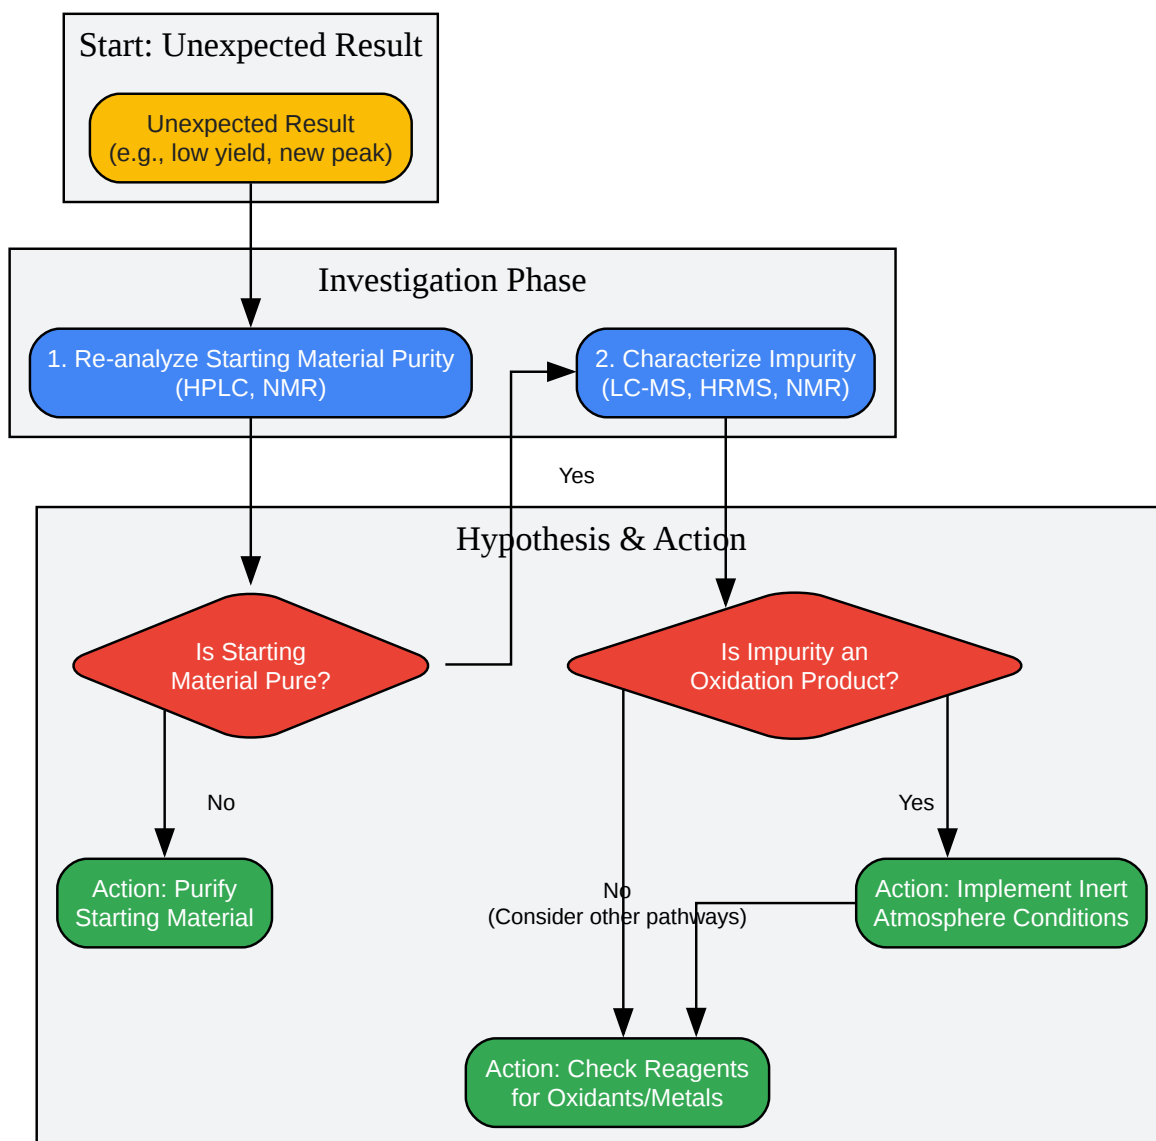 Start: Unexpected Result
Unexpected Result
(e.g., low yield, new peak)
Investigation Phase
1. Re-analyze Starting Material Purity
(HPLC, NMR)
2. Characterize Impurity
(LC-MS, HRMS, NMR)
Yes
Hypothesis & Action
Is Starting
Material Pure?
Is Impurity an
Oxidation Product?
No
Yes
Action: Purify
Starting Material
No
(Consider other pathways)
Action: Implement Inert
Atmosphere Conditions
Action: Check Reagents
for Oxidants/Metals